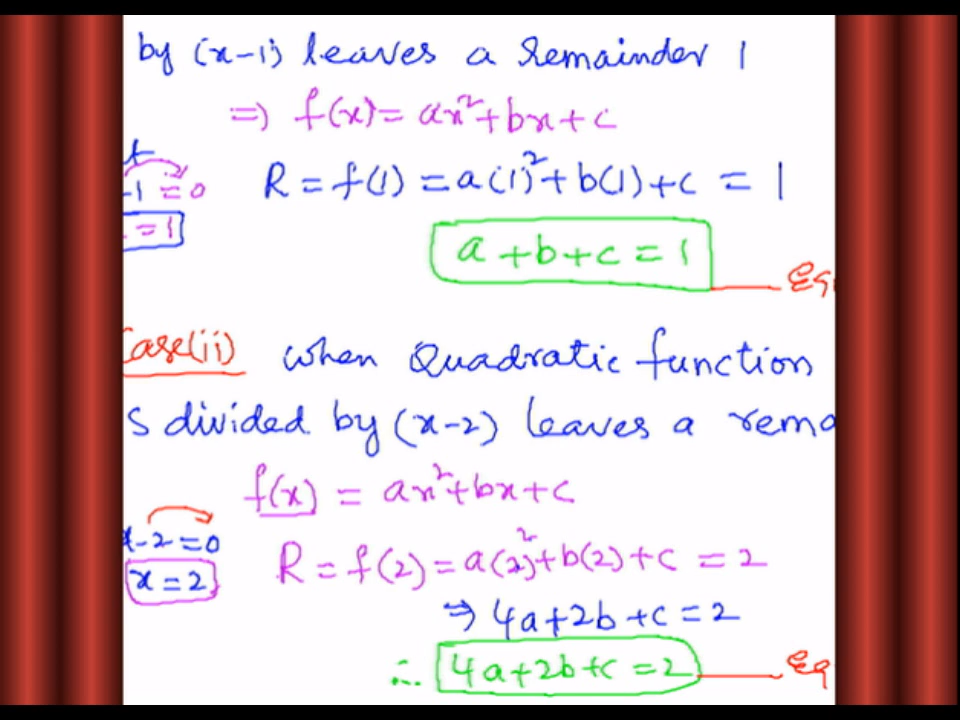 by (x-1) leaves a remainder 1
=> f(x) = ax²+bx+c
-1 = 0
R = f(1) = a(1)²+b(1)+c = 1
= 1
a+b+c = 1
Case(ii) when Quadratic function
s divided by (x-2) leaves a rema
f(x) = ax²+bx+c
x-2=0
x=2
R = f(2) = a(2)²+b(2)+c = 2
=> 4a+2b+c = 2
∴ 4a+2b+c = 2 Eq